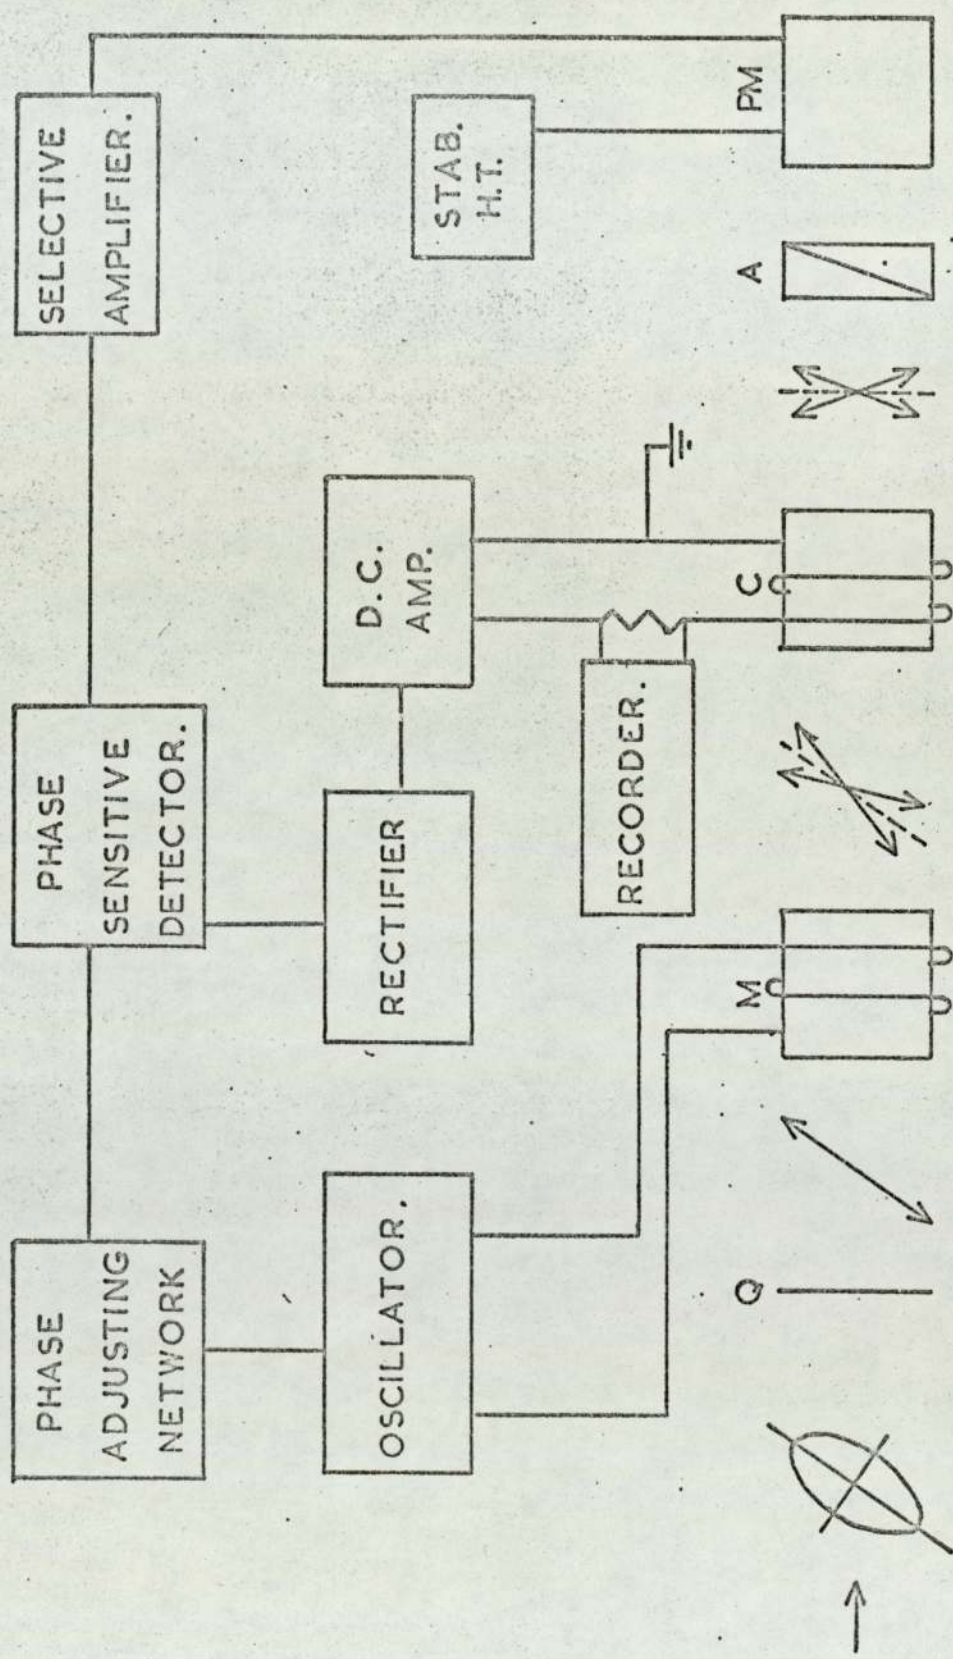 PHASE
ADJUSTING
NETWORK
PHASE
SENSITIVE
DETECTOR.
SELECTIVE
AMPLIFIER.
OSCILLATOR.
RECTIFIER
D.C.
AMP.
STAB.
H.T.
RECORDER.
Q
M
C
A
PM